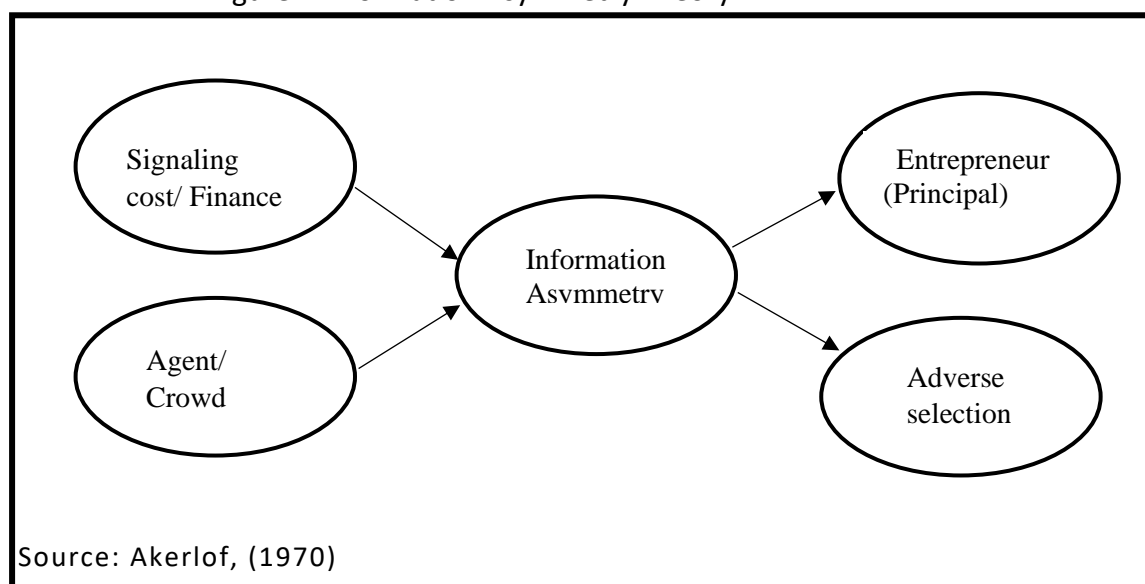 Signaling
cost/ Finance
Entrepreneur
(Principal)
Information
Asymmetry
Agent/
Crowd
Adverse
selection
Source: Akerlof, (1970)